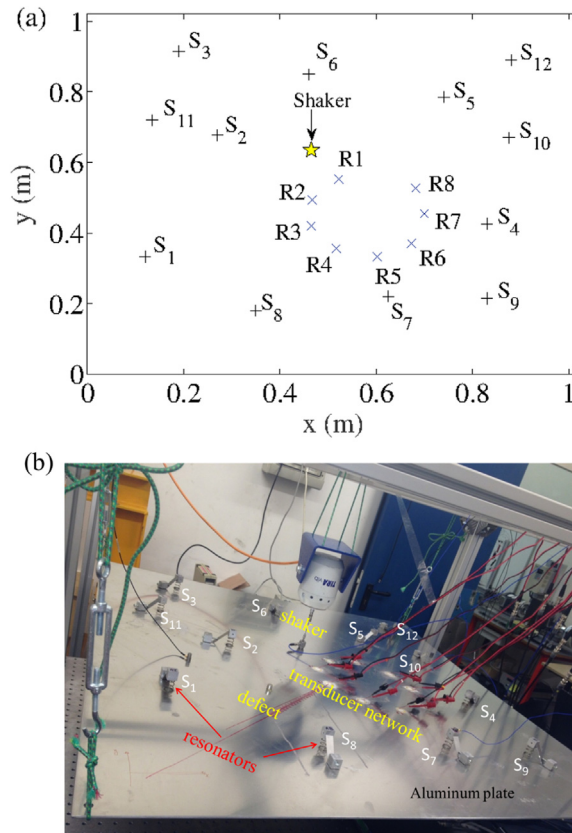 (a)
1
0.8
0.6
0.4
0.2
0
y (m)
0
0.2
0.4
0.6
0.8
1
x (m)
S3
S6
S12
Shaker
S5
S11
S2
S10
R1
R8
R2
R7
R3
S4
R4
R6
S1
R5
S8
S7
S9
(b)
S3
S11
S6
shaker
S2
S5
S12
S10
S1
defect
transducer network
S4
resonators
S8
S7
S9
Aluminum plate